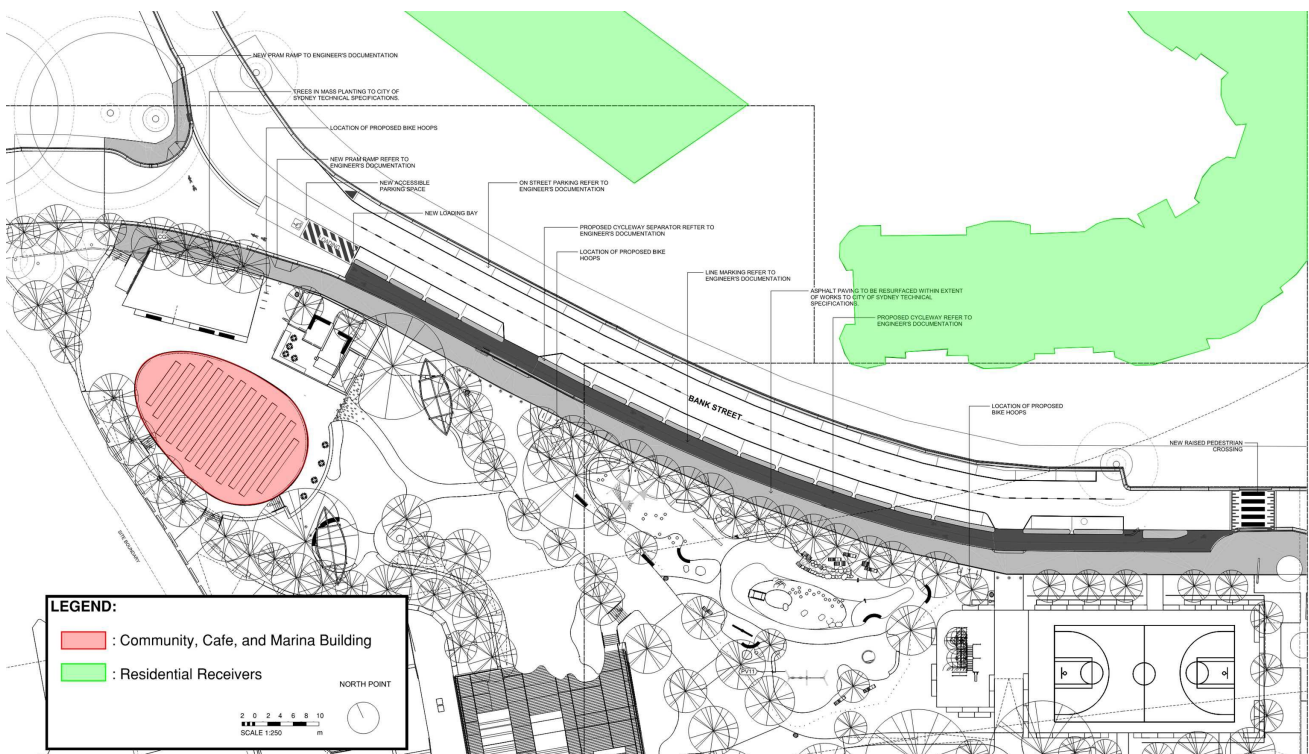 NEW PRAM RAMP TO ENGINEER'S DOCUMENTATION
TREES IN MASS PLANTING TO CITY OF
SYDNEY TECHNICAL SPECIFICATIONS.
LOCATION OF PROPOSED BIKE HOOPS
NEW PRAM RAMP REFER TO
ENGINEER'S DOCUMENTATION
NEW ACCESSIBLE
PARKING SPACE
ON STREET PARKING REFER TO
ENGINEER'S DOCUMENTATION
NEW LOADING BAY
PROPOSED CYCLEWAY SEPARATOR REFTER TO
ENGINEER'S DOCUMENTATION
LOCATION OF PROPOSED BIKE
HOOPS
LINE MARKING REFER TO
ENGINEER'S DOCUMENTATION
ASPHALT PAVING TO BE RESURFACED WITHIN EXTENT
OF WORKS TO CITY OF SYDNEY TECHNICAL
SPECIFICATIONS.
PROPOSED CYCLEWAY REFER TO
ENGINEER'S DOCUMENTATION
BANK STREET
LOCATION OF PROPOSED
BIKE HOOPS
NEW RAISED PEDESTRIAN
CROSSING
SITE BOUNDARY
LEGEND:
: Community, Cafe, and Marina Building
: Residential Receivers
NORTH POINT
2 0 2 4 6 8 10
SCALE 1:250 m
PV11